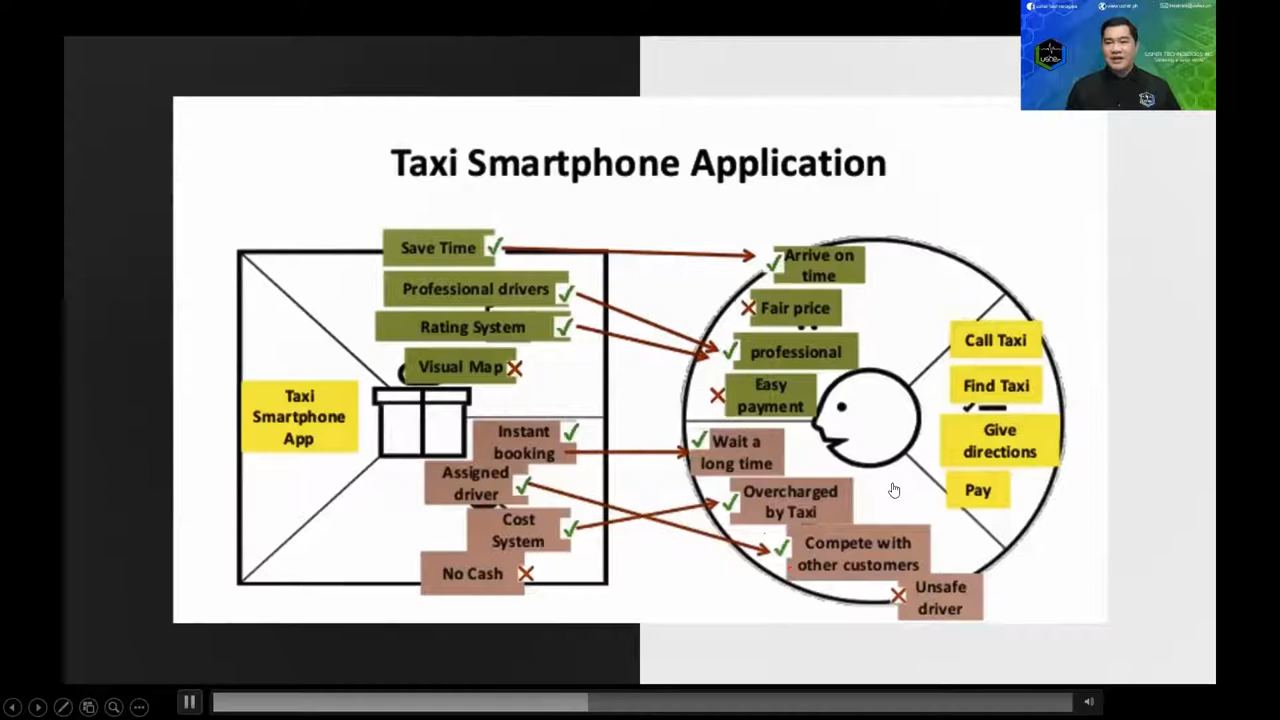 Taxi Smartphone Application
Save Time
Professional drivers
Rating System
Visual Map
Taxi
Smartphone
App
Instant
booking
Assigned
driver
Cost
System
No Cash
Arrive on
time
Fair price
professional
Easy
payment
Wait a
long time
Overcharged
by Taxi
Compete with
other customers
Unsafe
driver
Call Taxi
Find Taxi
Give
directions
Pay